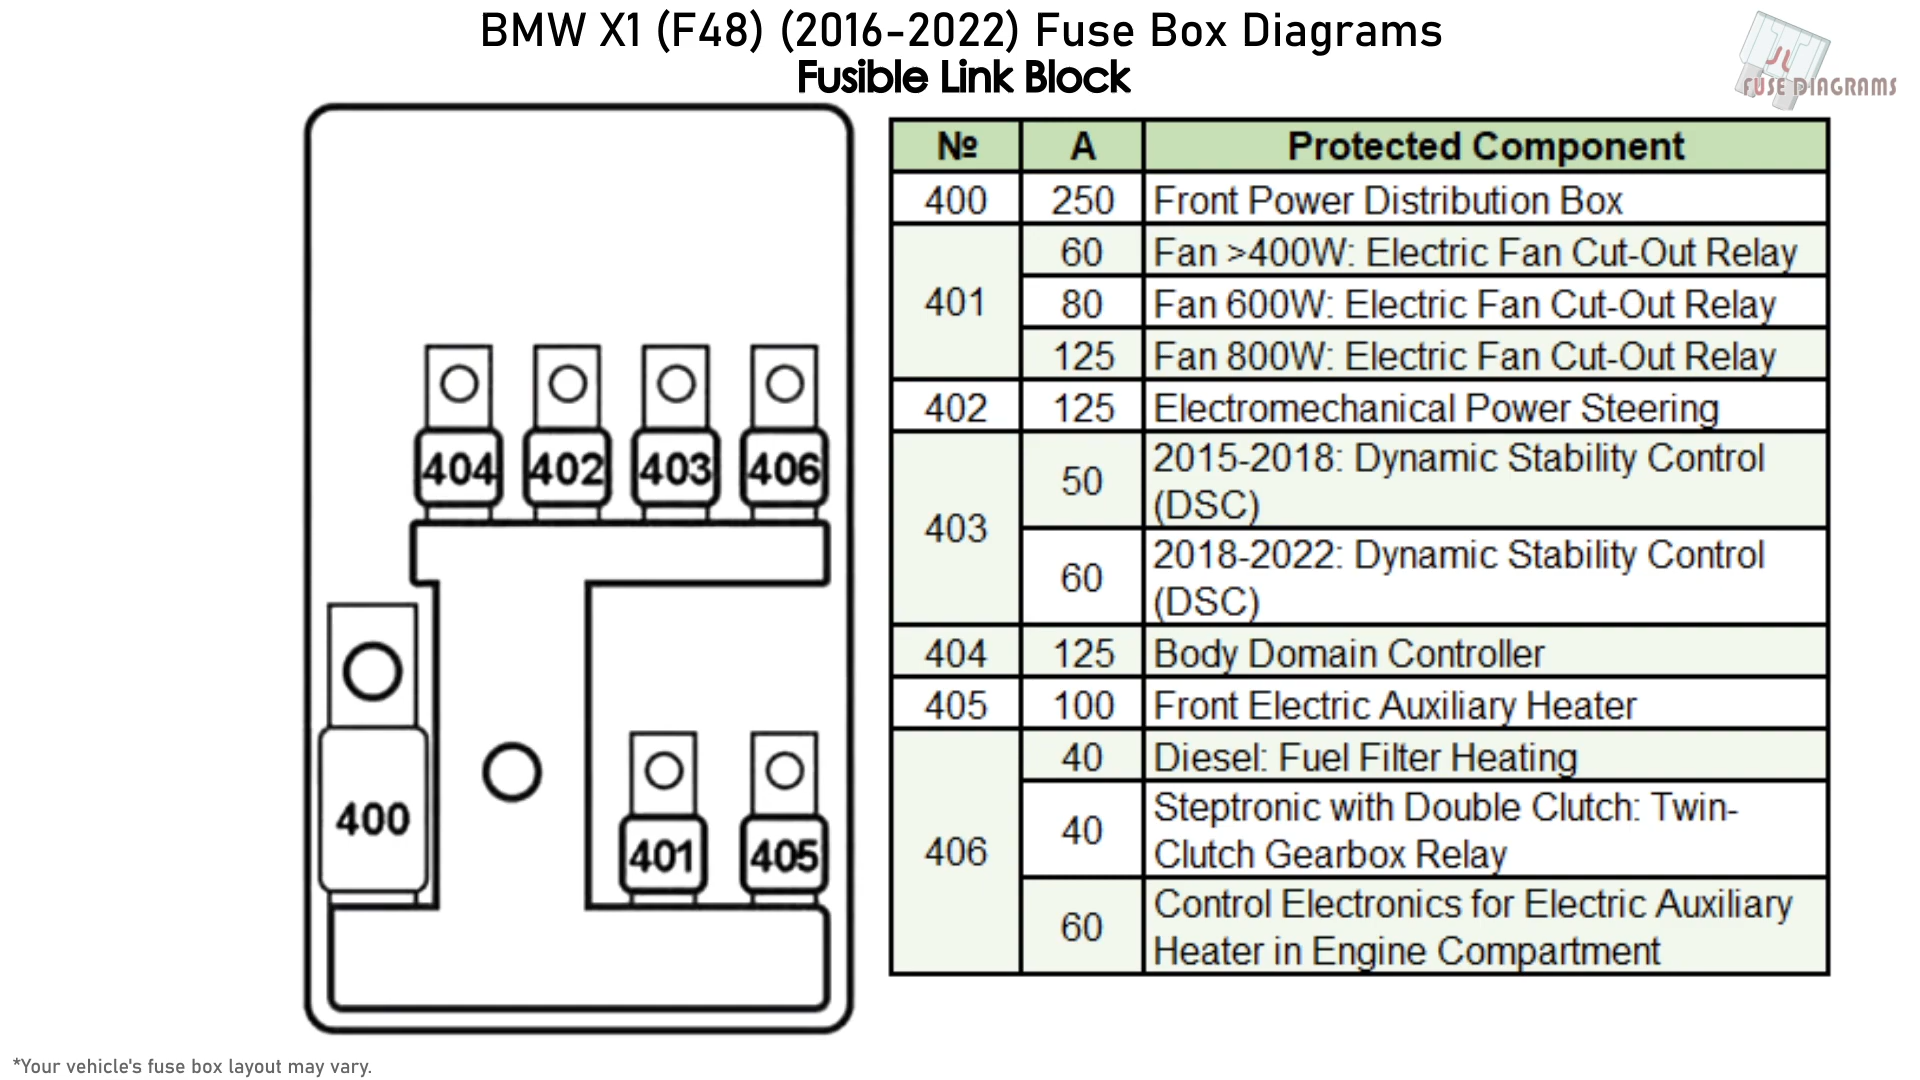 BMW X1 (F48) (2016-2022) Fuse Box Diagrams
Fusible Link Block
FUSE DIAGRAMS
404 402 403 406
400
401 405
№ A Protected Component
400 250 Front Power Distribution Box
401
60 Fan >400W: Electric Fan Cut-Out Relay
80 Fan 600W: Electric Fan Cut-Out Relay
125 Fan 800W: Electric Fan Cut-Out Relay
402 125 Electromechanical Power Steering
403
50 2015-2018: Dynamic Stability Control
(DSC)
60 2018-2022: Dynamic Stability Control
(DSC)
404 125 Body Domain Controller
405 100 Front Electric Auxiliary Heater
406
40 Diesel: Fuel Filter Heating
40 Steptronic with Double Clutch: Twin-
Clutch Gearbox Relay
60 Control Electronics for Electric Auxiliary
Heater in Engine Compartment
*Your vehicle's fuse box layout may vary.